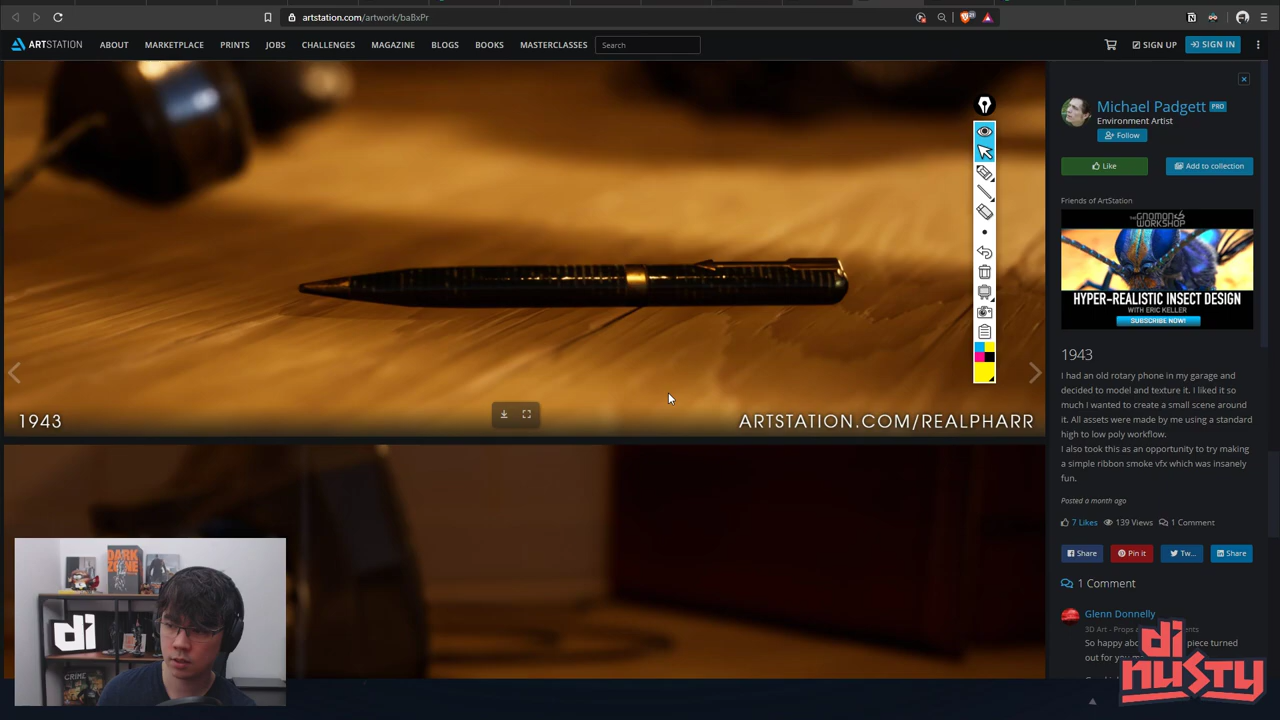 artstation.com/artwork/baBxPr
21
ARTSTATION
ABOUT
MARKETPLACE
PRINTS
JOBS
CHALLENGES
MAGAZINE
BLOGS
BOOKS
MASTERCLASSES
Search
SIGN UP
SIGN IN
Michael Padgett PRO
Environment Artist
Follow
Like
Add to collection
Friends of ArtStation
THE GNOMON WORKSHOP
HYPER-REALISTIC INSECT DESIGN
WITH ERIC KELLER
SUBSCRIBE NOW!
1943
I had an old rotary phone in my garage and
decided to model and texture it. I liked it so
much I wanted to create a small scene around
it. All assets were made by me using a standard
high to low poly workflow.
I also took this as an opportunity to try making
a simple ribbon smoke vfx which was insanely
fun.
Posted a month ago
7 Likes 139 Views 1 Comment
Share
Pin it
Tw...
Share
1 Comment
Glenn Donnelly
3D Art - Props
So happy
piece turned
out for
1943
ARTSTATION.COM/REALPHARR
DARK
ZONE
di
CRIME
di
nusty